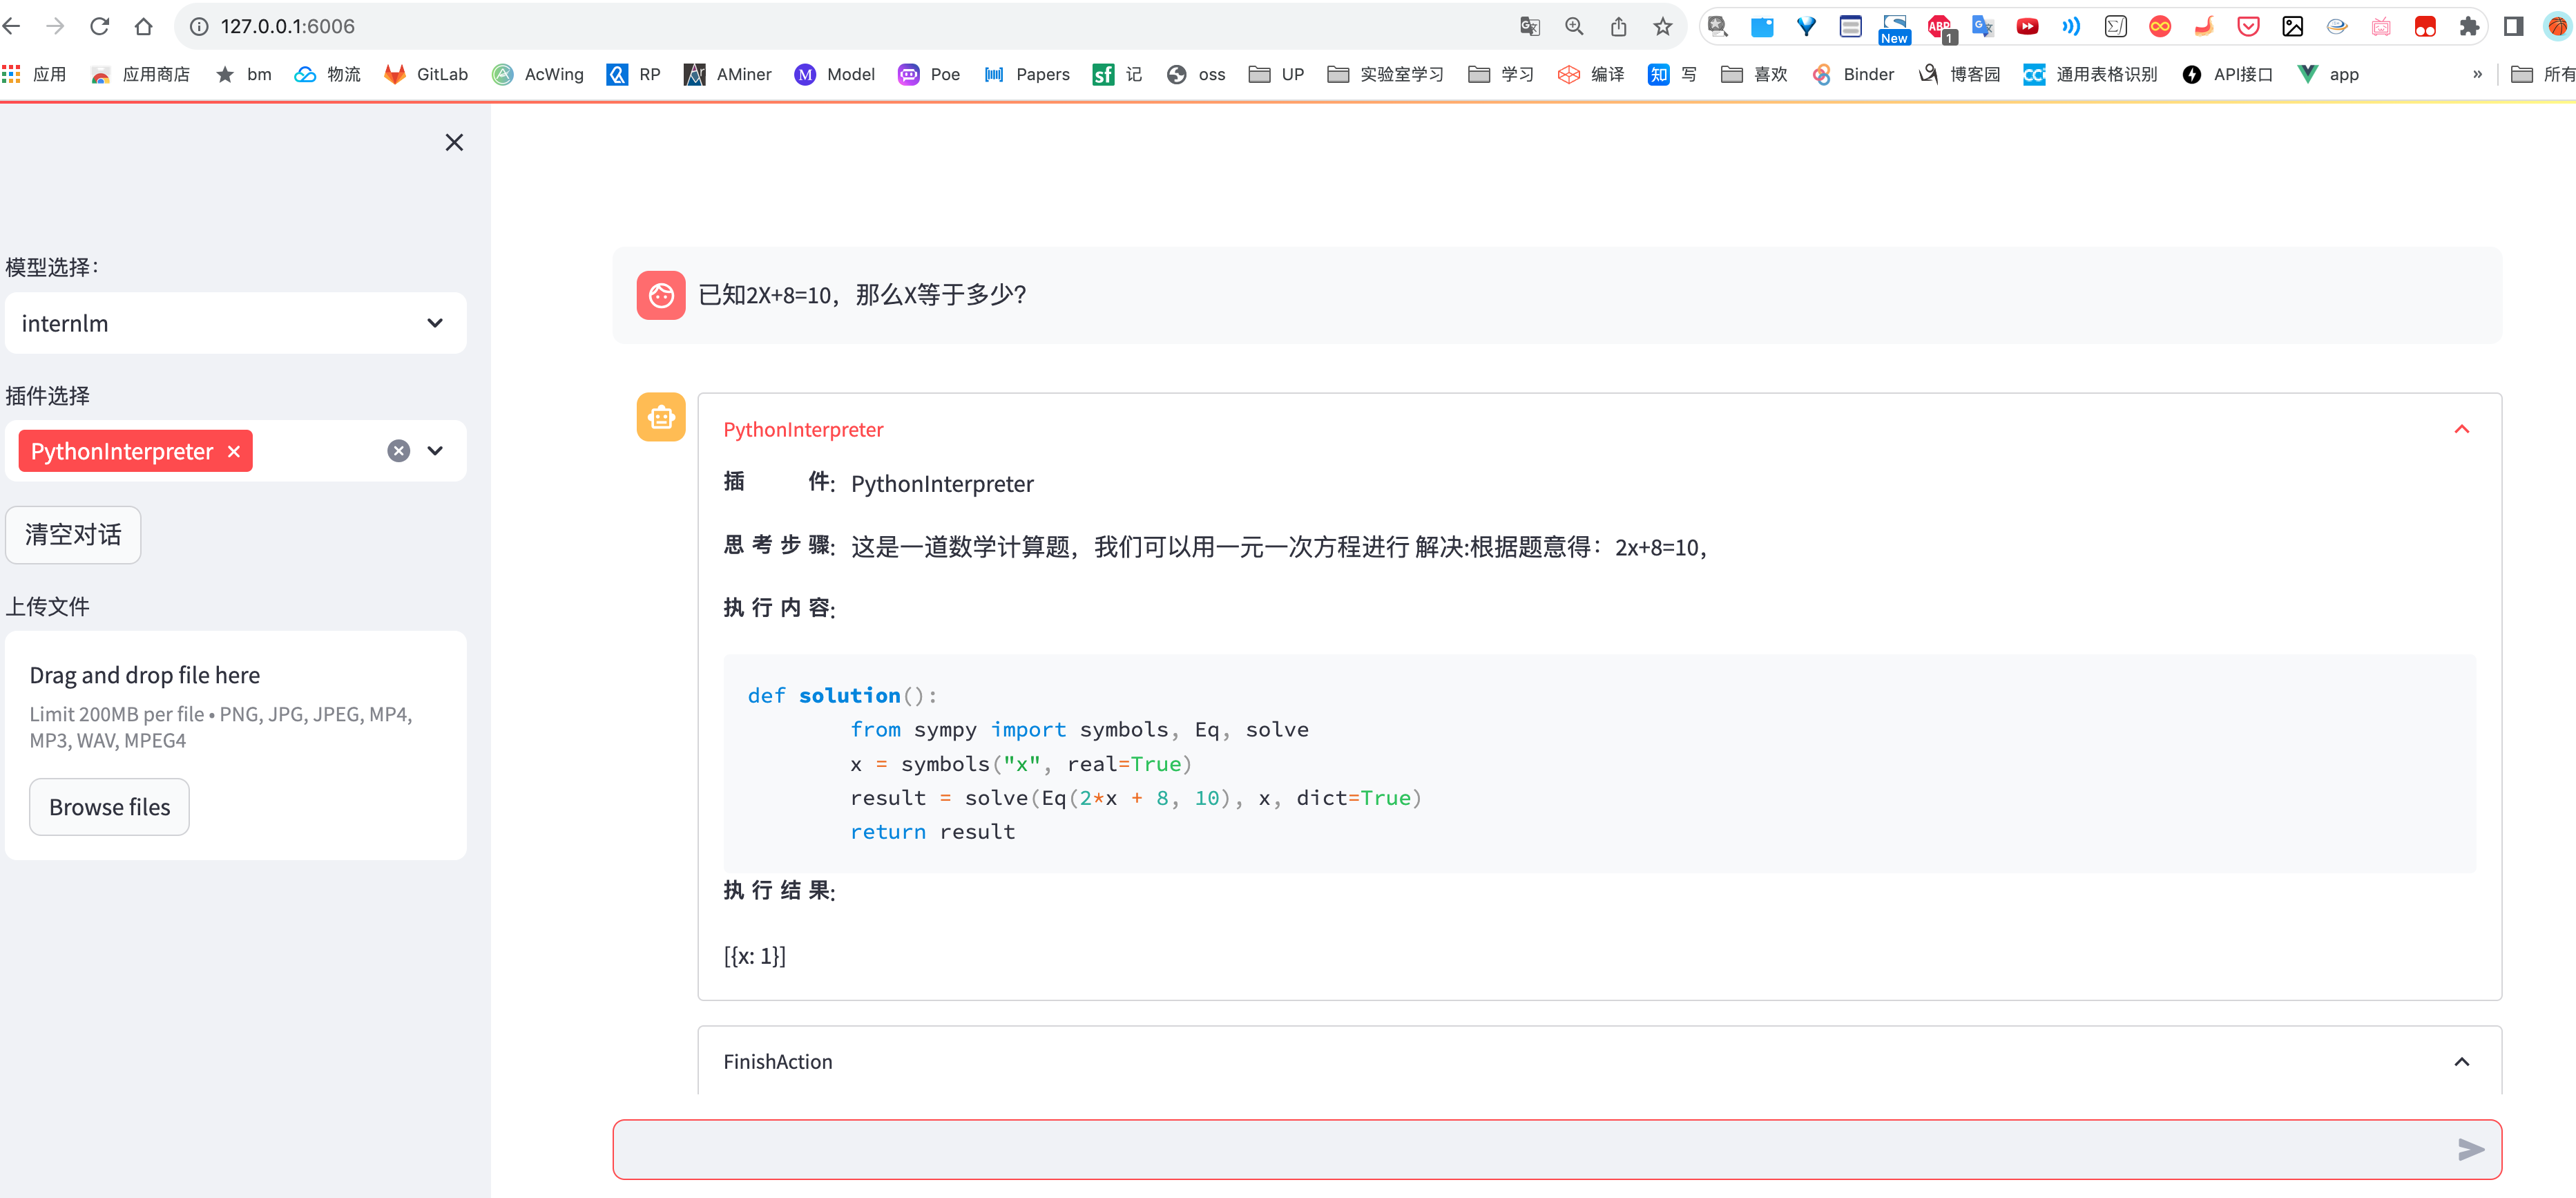 127.0.0.1:6006
New
ABP
1
应用
应用商店
bm
物流
GitLab
AcWing
RP
AMiner
Model
Poe
Papers
记
oss
UP
实验室学习
学习
编译
知
写
喜欢
Binder
博客园
通用表格识别
API接口
app
»
所有
模型选择：
internlm
插件选择
PythonInterpreter
清空对话
上传文件
Drag and drop file here
Limit 200MB per file • PNG, JPG, JPEG, MP4,
MP3, WAV, MPEG4
Browse files
已知2X+8=10，那么X等于多少?
PythonInterpreter
插 件: PythonInterpreter
思 考 步 骤: 这是一道数学计算题，我们可以用一元一次方程进行 解决:根据题意得：2x+8=10，
执 行 内 容:
def solution():
from sympy import symbols, Eq, solve
x = symbols("x", real=True)
result = solve(Eq(2*x + 8, 10), x, dict=True)
return result
执 行 结 果:
[{x: 1}]
FinishAction